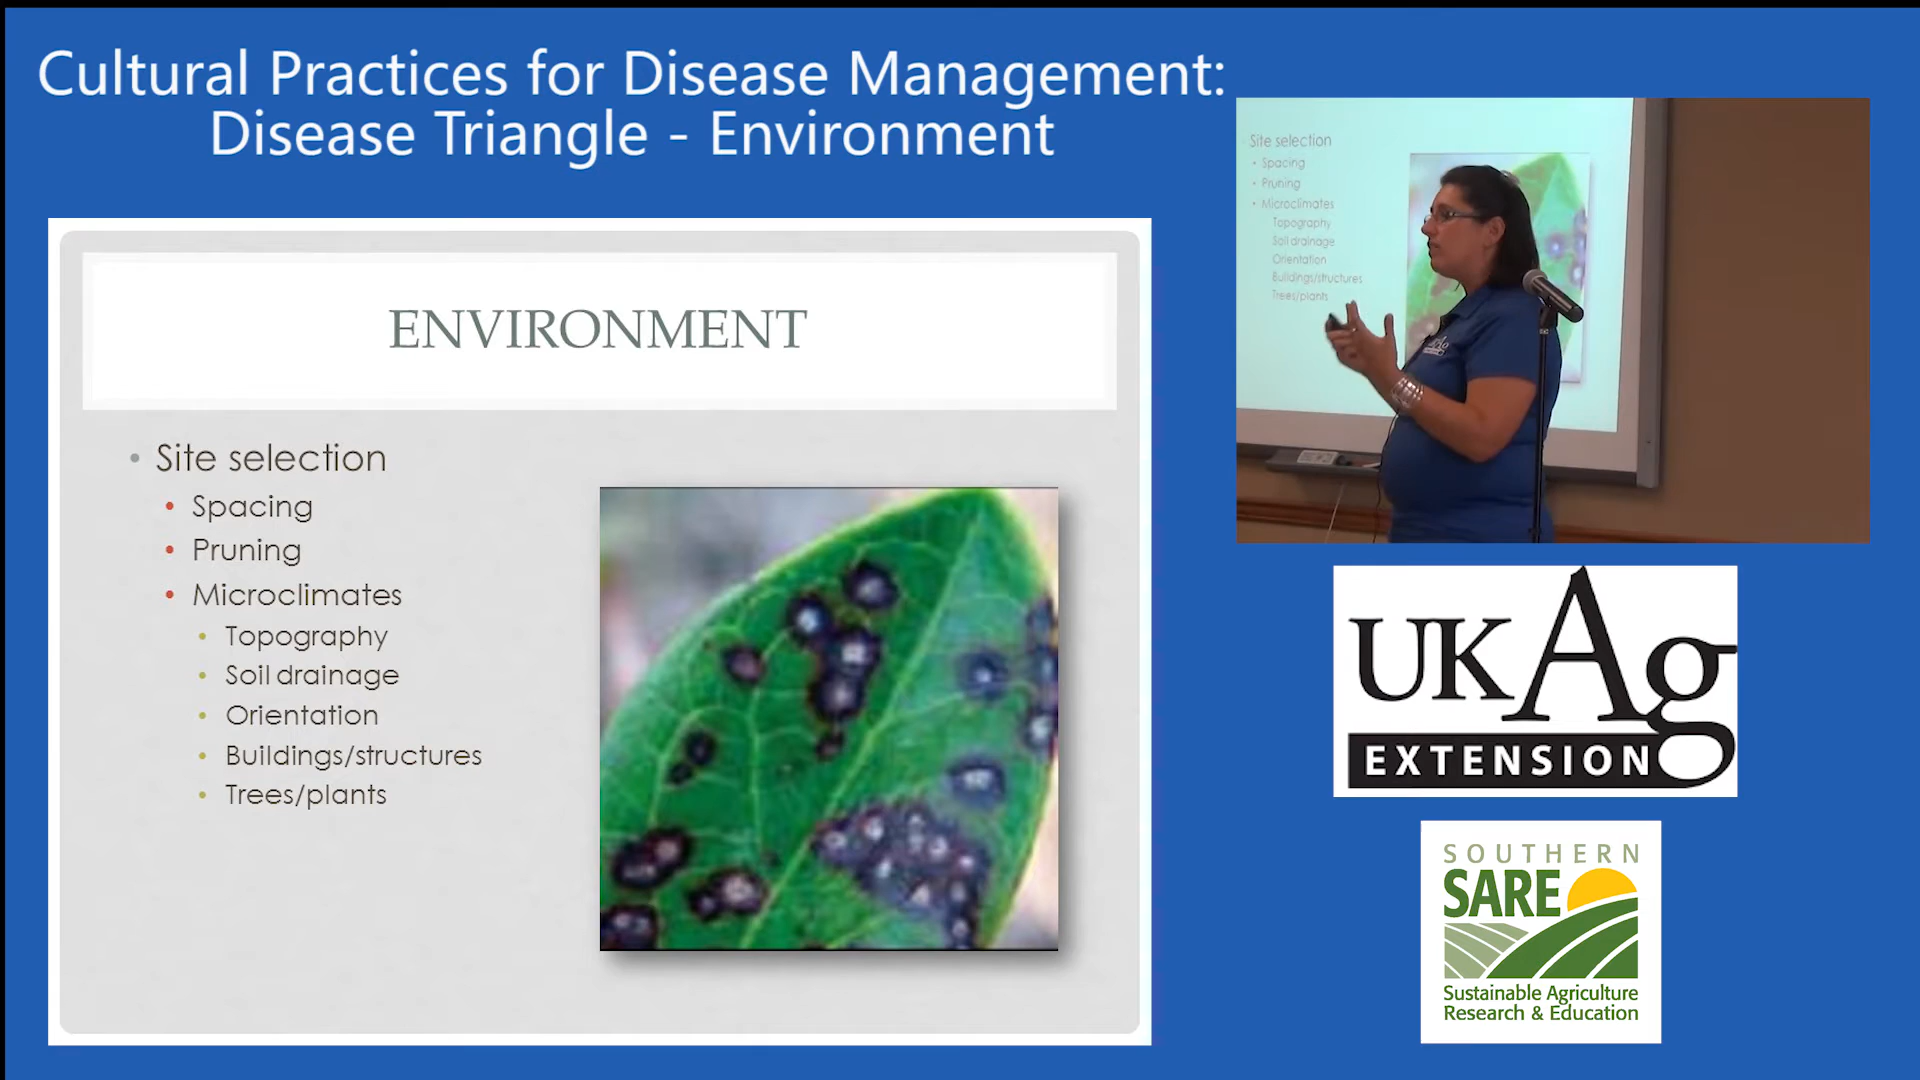 Cultural Practices for Disease Management:
Disease Triangle - Environment
ENVIRONMENT
• Site selection
• Spacing
• Pruning
• Microclimates
• Topography
• Soil drainage
• Orientation
• Buildings/structures
• Trees/plants
Site selection
• Spacing
• Pruning
• Microclimates
Topography
Soil drainage
Orientation
Buildings/structures
Trees/plants
UKAg
EXTENSION
SOUTHERN
SARE
Sustainable Agriculture
Research & Education